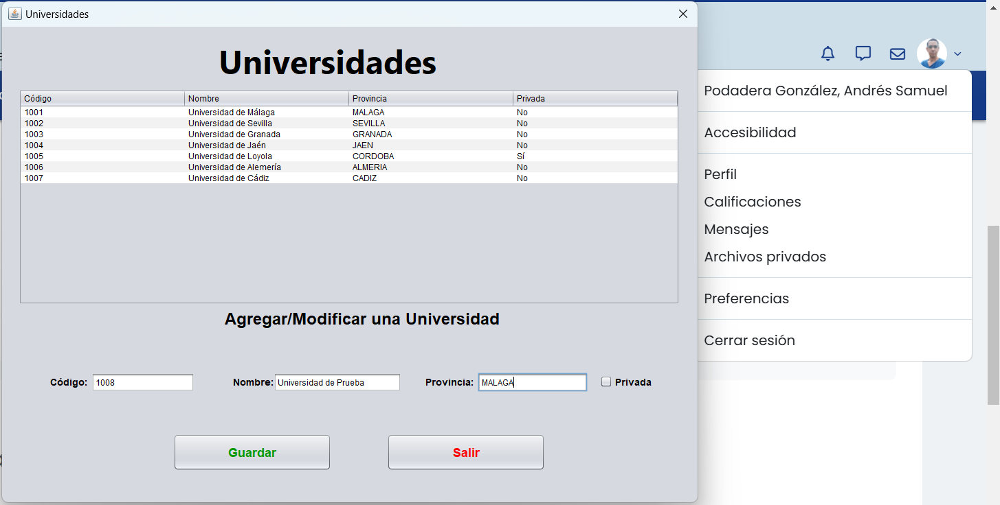 Universidades
Universidades
Código Nombre Provincia Privada
1001 Universidad de Málaga MALAGA No
1002 Universidad de Sevilla SEVILLA No
1003 Universidad de Granada GRANADA No
1004 Universidad de Jaén JAEN No
1005 Universidad de Loyola CORDOBA Sí
1006 Universidad de Alemería ALMERIA No
1007 Universidad de Cádiz CADIZ No
Agregar/Modificar una Universidad
Código: 1008 Nombre: Universidad de Prueba Provincia: MALAGA Privada
Guardar Salir
Podadera González, Andrés Samuel
Accesibilidad
Perfil
Calificaciones
Mensajes
Archivos privados
Preferencias
Cerrar sesión